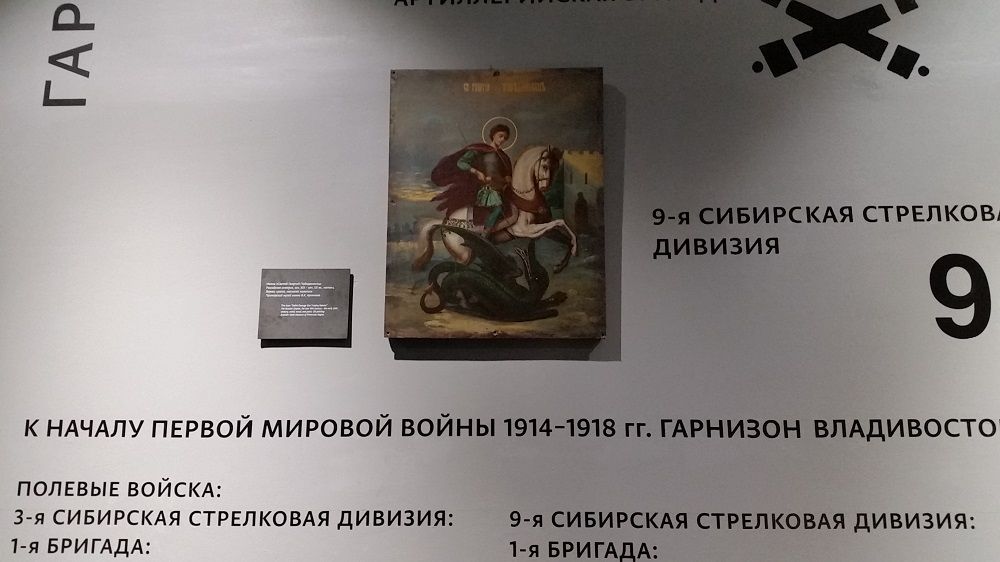 ГАР
АРТИЛЛЕРИЙСКАЯ
9-я СИБИРСКАЯ СТРЕЛКОВА
ДИВИЗИЯ
9
К НАЧАЛУ ПЕРВОЙ МИРОВОЙ ВОЙНЫ 1914–1918 гг. ГАРНИЗОН ВЛАДИВОСТО
ПОЛЕВЫЕ ВОЙСКА:
3-я СИБИРСКАЯ СТРЕЛКОВАЯ ДИВИЗИЯ:
1-я БРИГАДА:
9-я СИБИРСКАЯ СТРЕЛКОВАЯ ДИВИЗИЯ:
1-я БРИГАДА: